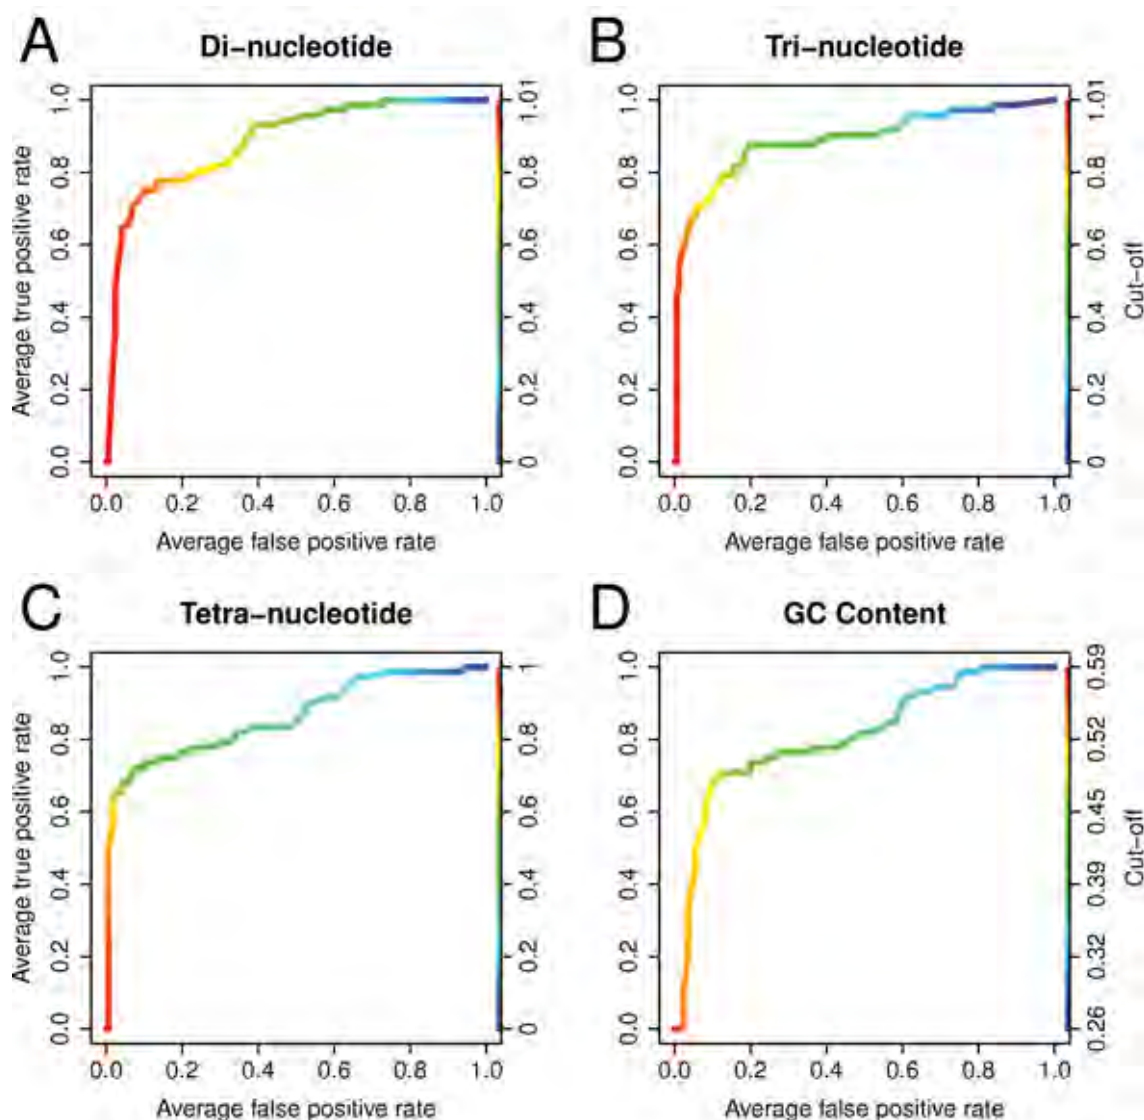 A Di-nucleotide
1.0 0.8 0.6 0.4 0.2 0.0
Average true positive rate
1.01 0.8 0.6 0.4 0.2 0
0.0 0.2 0.4 0.6 0.8 1.0
Average false positive rate
B Tri-nucleotide
1.0 0.8 0.6 0.4 0.2 0.0
1.01 0.8 0.6 0.4 0.2 0
Cut-off
0.0 0.2 0.4 0.6 0.8 1.0
Average false positive rate
C Tetra-nucleotide
1.0 0.8 0.6 0.4 0.2 0.0
Average true positive rate
1 0.8 0.6 0.4 0.2 0
0.0 0.2 0.4 0.6 0.8 1.0
Average false positive rate
D GC Content
1.0 0.8 0.6 0.4 0.2 0.0
0.59 0.52 0.45 0.39 0.32 0.26
Cut-off
0.0 0.2 0.4 0.6 0.8 1.0
Average false positive rate